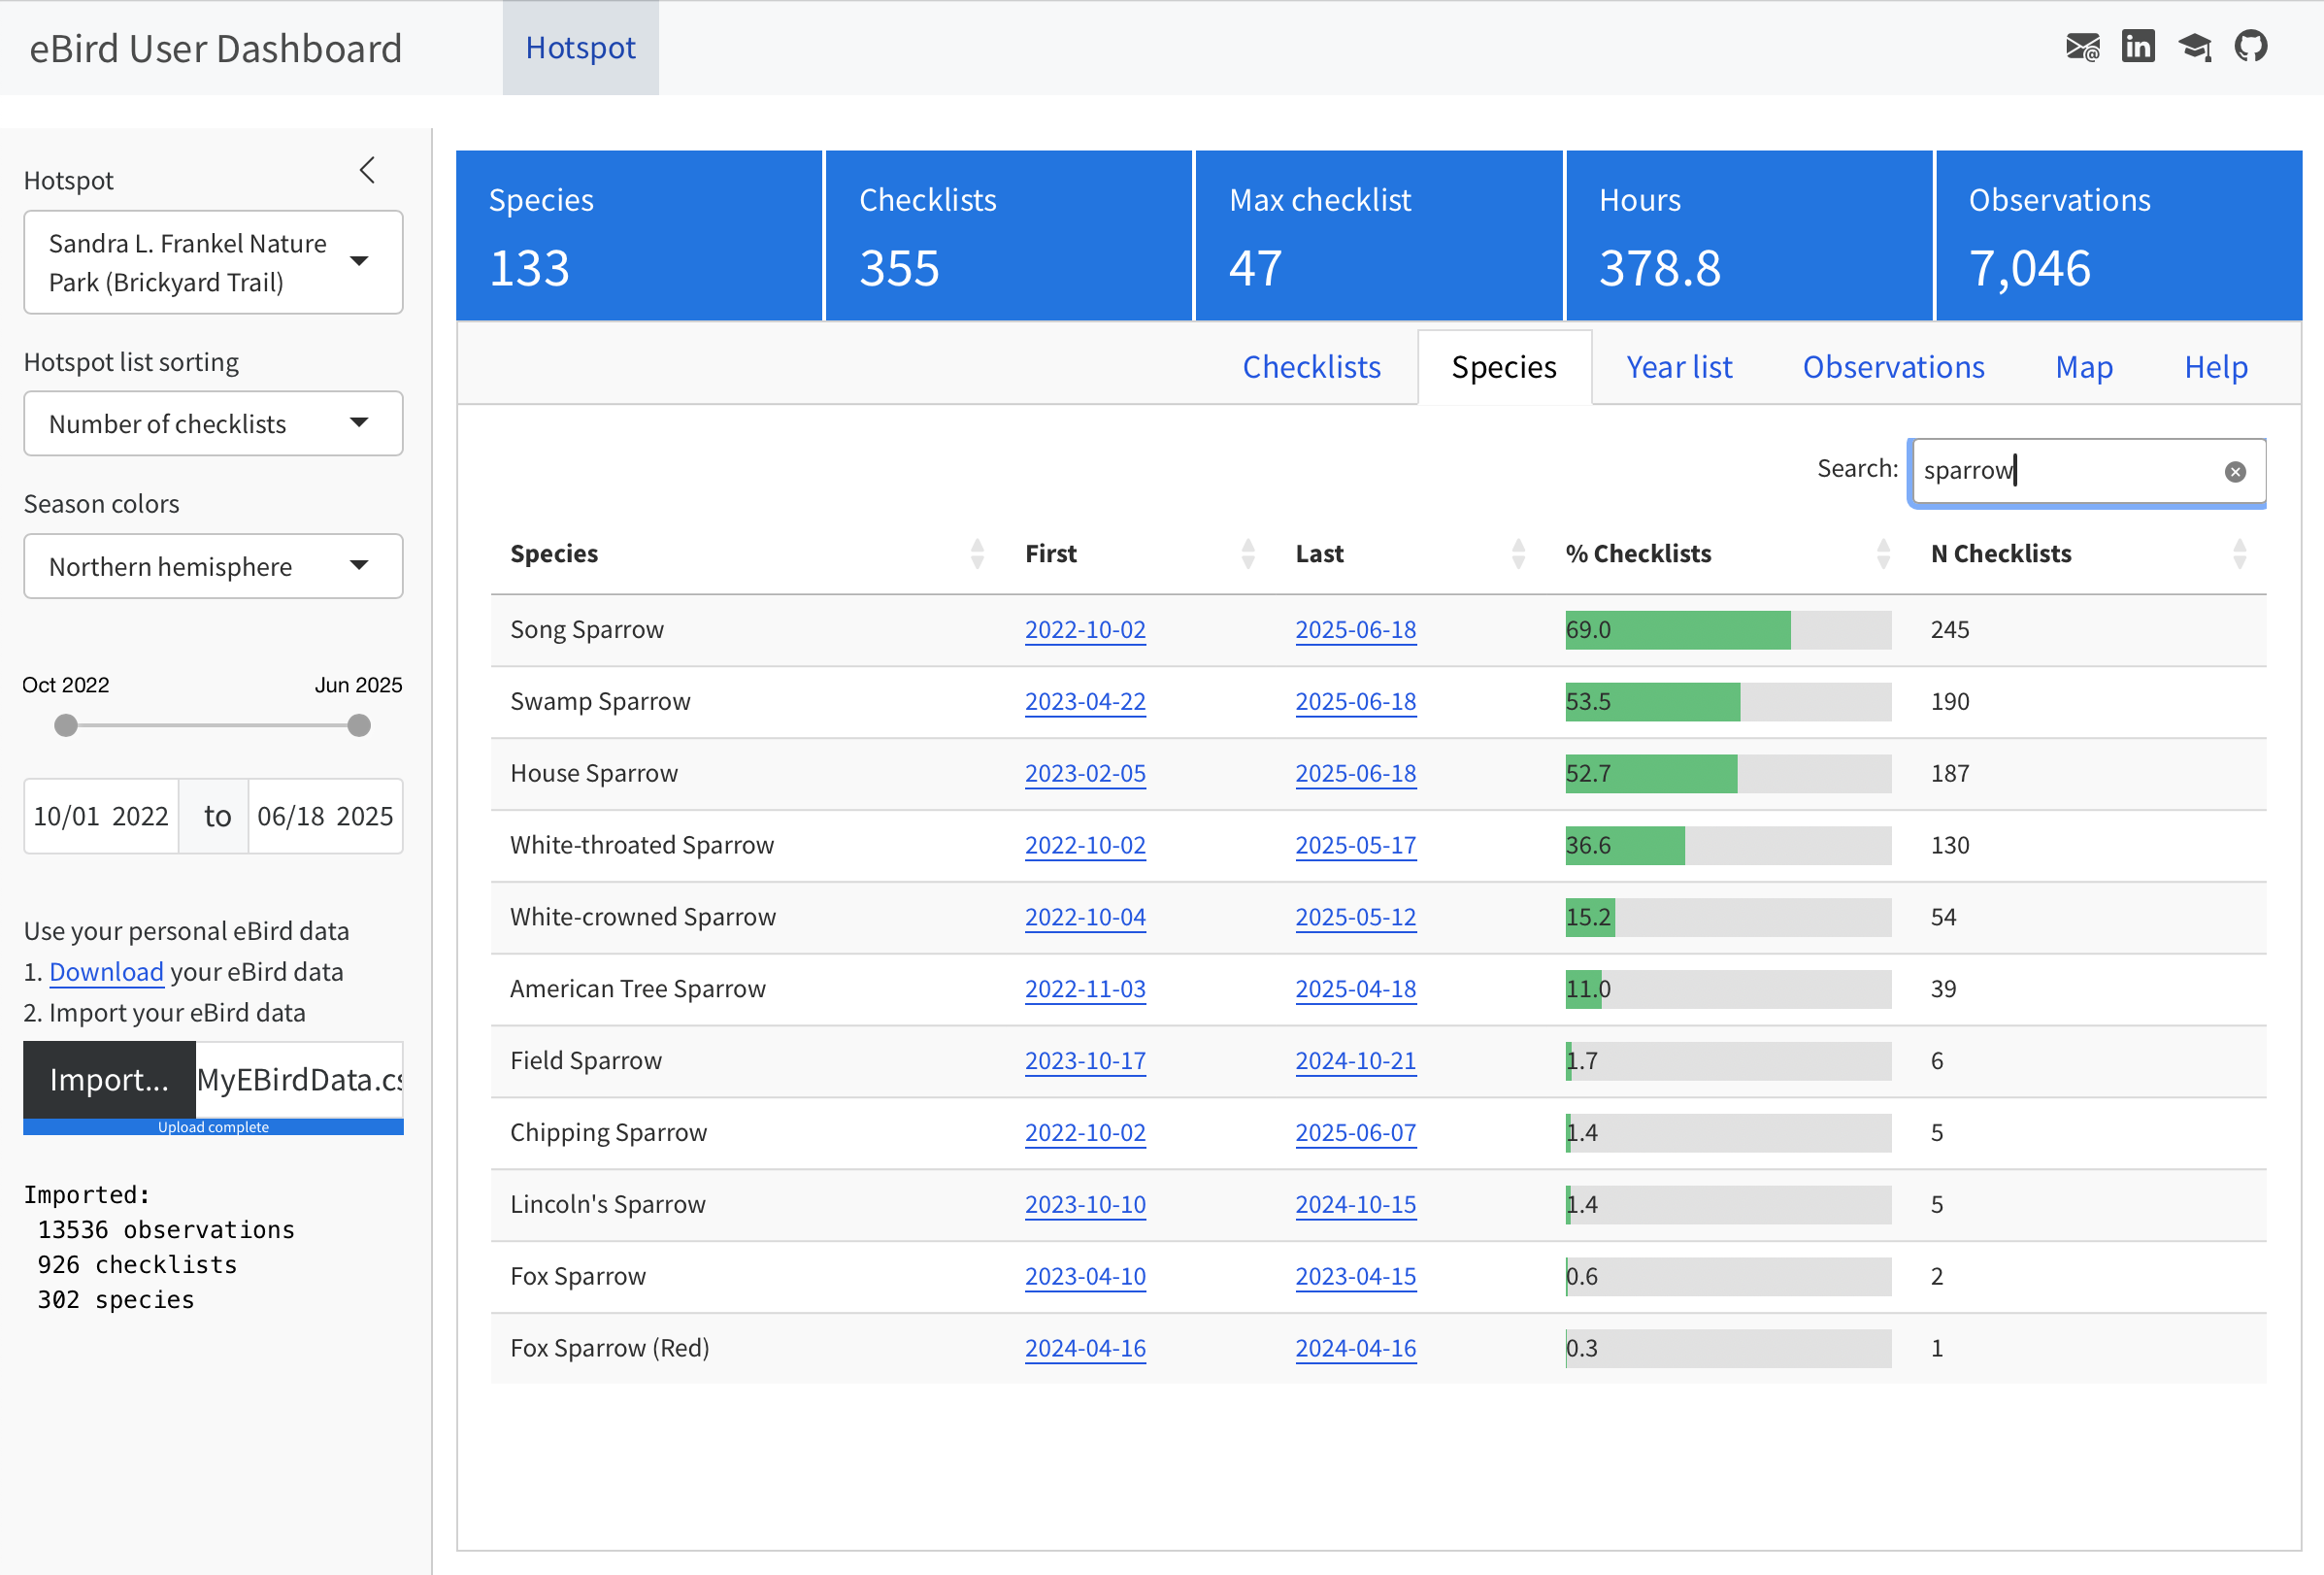 eBird User Dashboard
Hotspot
Hotspot
Sandra L. Frankel Nature
Park (Brickyard Trail)
Hotspot list sorting
Number of checklists
Season colors
Northern hemisphere
Oct 2022 Jun 2025
10/01 2022 to 06/18 2025
Use your personal eBird data
1. Download your eBird data
2. Import your eBird data
Import... MyEBirdData.cs
Upload complete
Imported:
13536 observations
926 checklists
302 species
Species Checklists Max checklist Hours Observations
133 355 47 378.8 7,046
Checklists Species Year list Observations Map Help
Search: sparrow
Species First Last % Checklists N Checklists
Song Sparrow 2022-10-02 2025-06-18 69.0 245
Swamp Sparrow 2023-04-22 2025-06-18 53.5 190
House Sparrow 2023-02-05 2025-06-18 52.7 187
White-throated Sparrow 2022-10-02 2025-05-17 36.6 130
White-crowned Sparrow 2022-10-04 2025-05-12 15.2 54
American Tree Sparrow 2022-11-03 2025-04-18 11.0 39
Field Sparrow 2023-10-17 2024-10-21 1.7 6
Chipping Sparrow 2022-10-02 2025-06-07 1.4 5
Lincoln's Sparrow 2023-10-10 2024-10-15 1.4 5
Fox Sparrow 2023-04-10 2023-04-15 0.6 2
Fox Sparrow (Red) 2024-04-16 2024-04-16 0.3 1